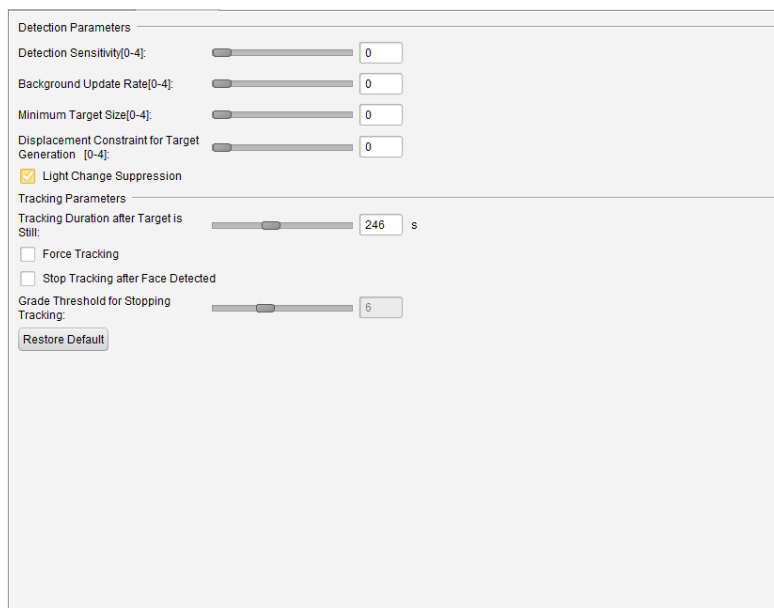 Detection Parameters
Detection Sensitivity[0-4]: 0
Background Update Rate[0-4]: 0
Minimum Target Size[0-4]: 0
Displacement Constraint for Target
Generation [0-4]: 0
Light Change Suppression
Tracking Parameters
Tracking Duration after Target is
Still: 246 s
Force Tracking
Stop Tracking after Face Detected
Grade Threshold for Stopping
Tracking: 6
Restore Default